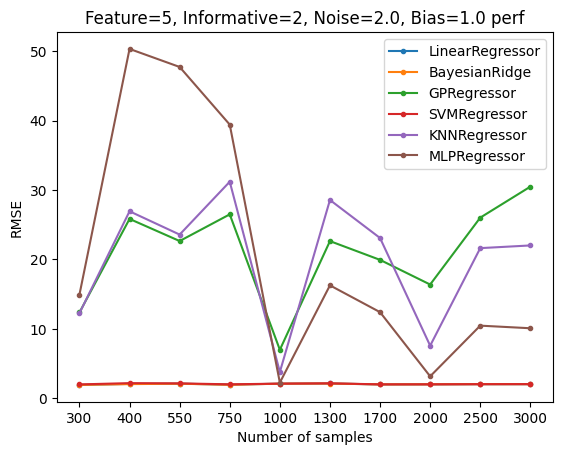 Feature=5, Informative=2, Noise=2.0, Bias=1.0 perf
LinearRegressor
BayesianRidge
GPRegressor
SVMRegressor
KNNRegressor
MLPRegressor
50
40
30
20
10
0
RMSE
300 400 550 750 1000 1300 1700 2000 2500 3000
Number of samples